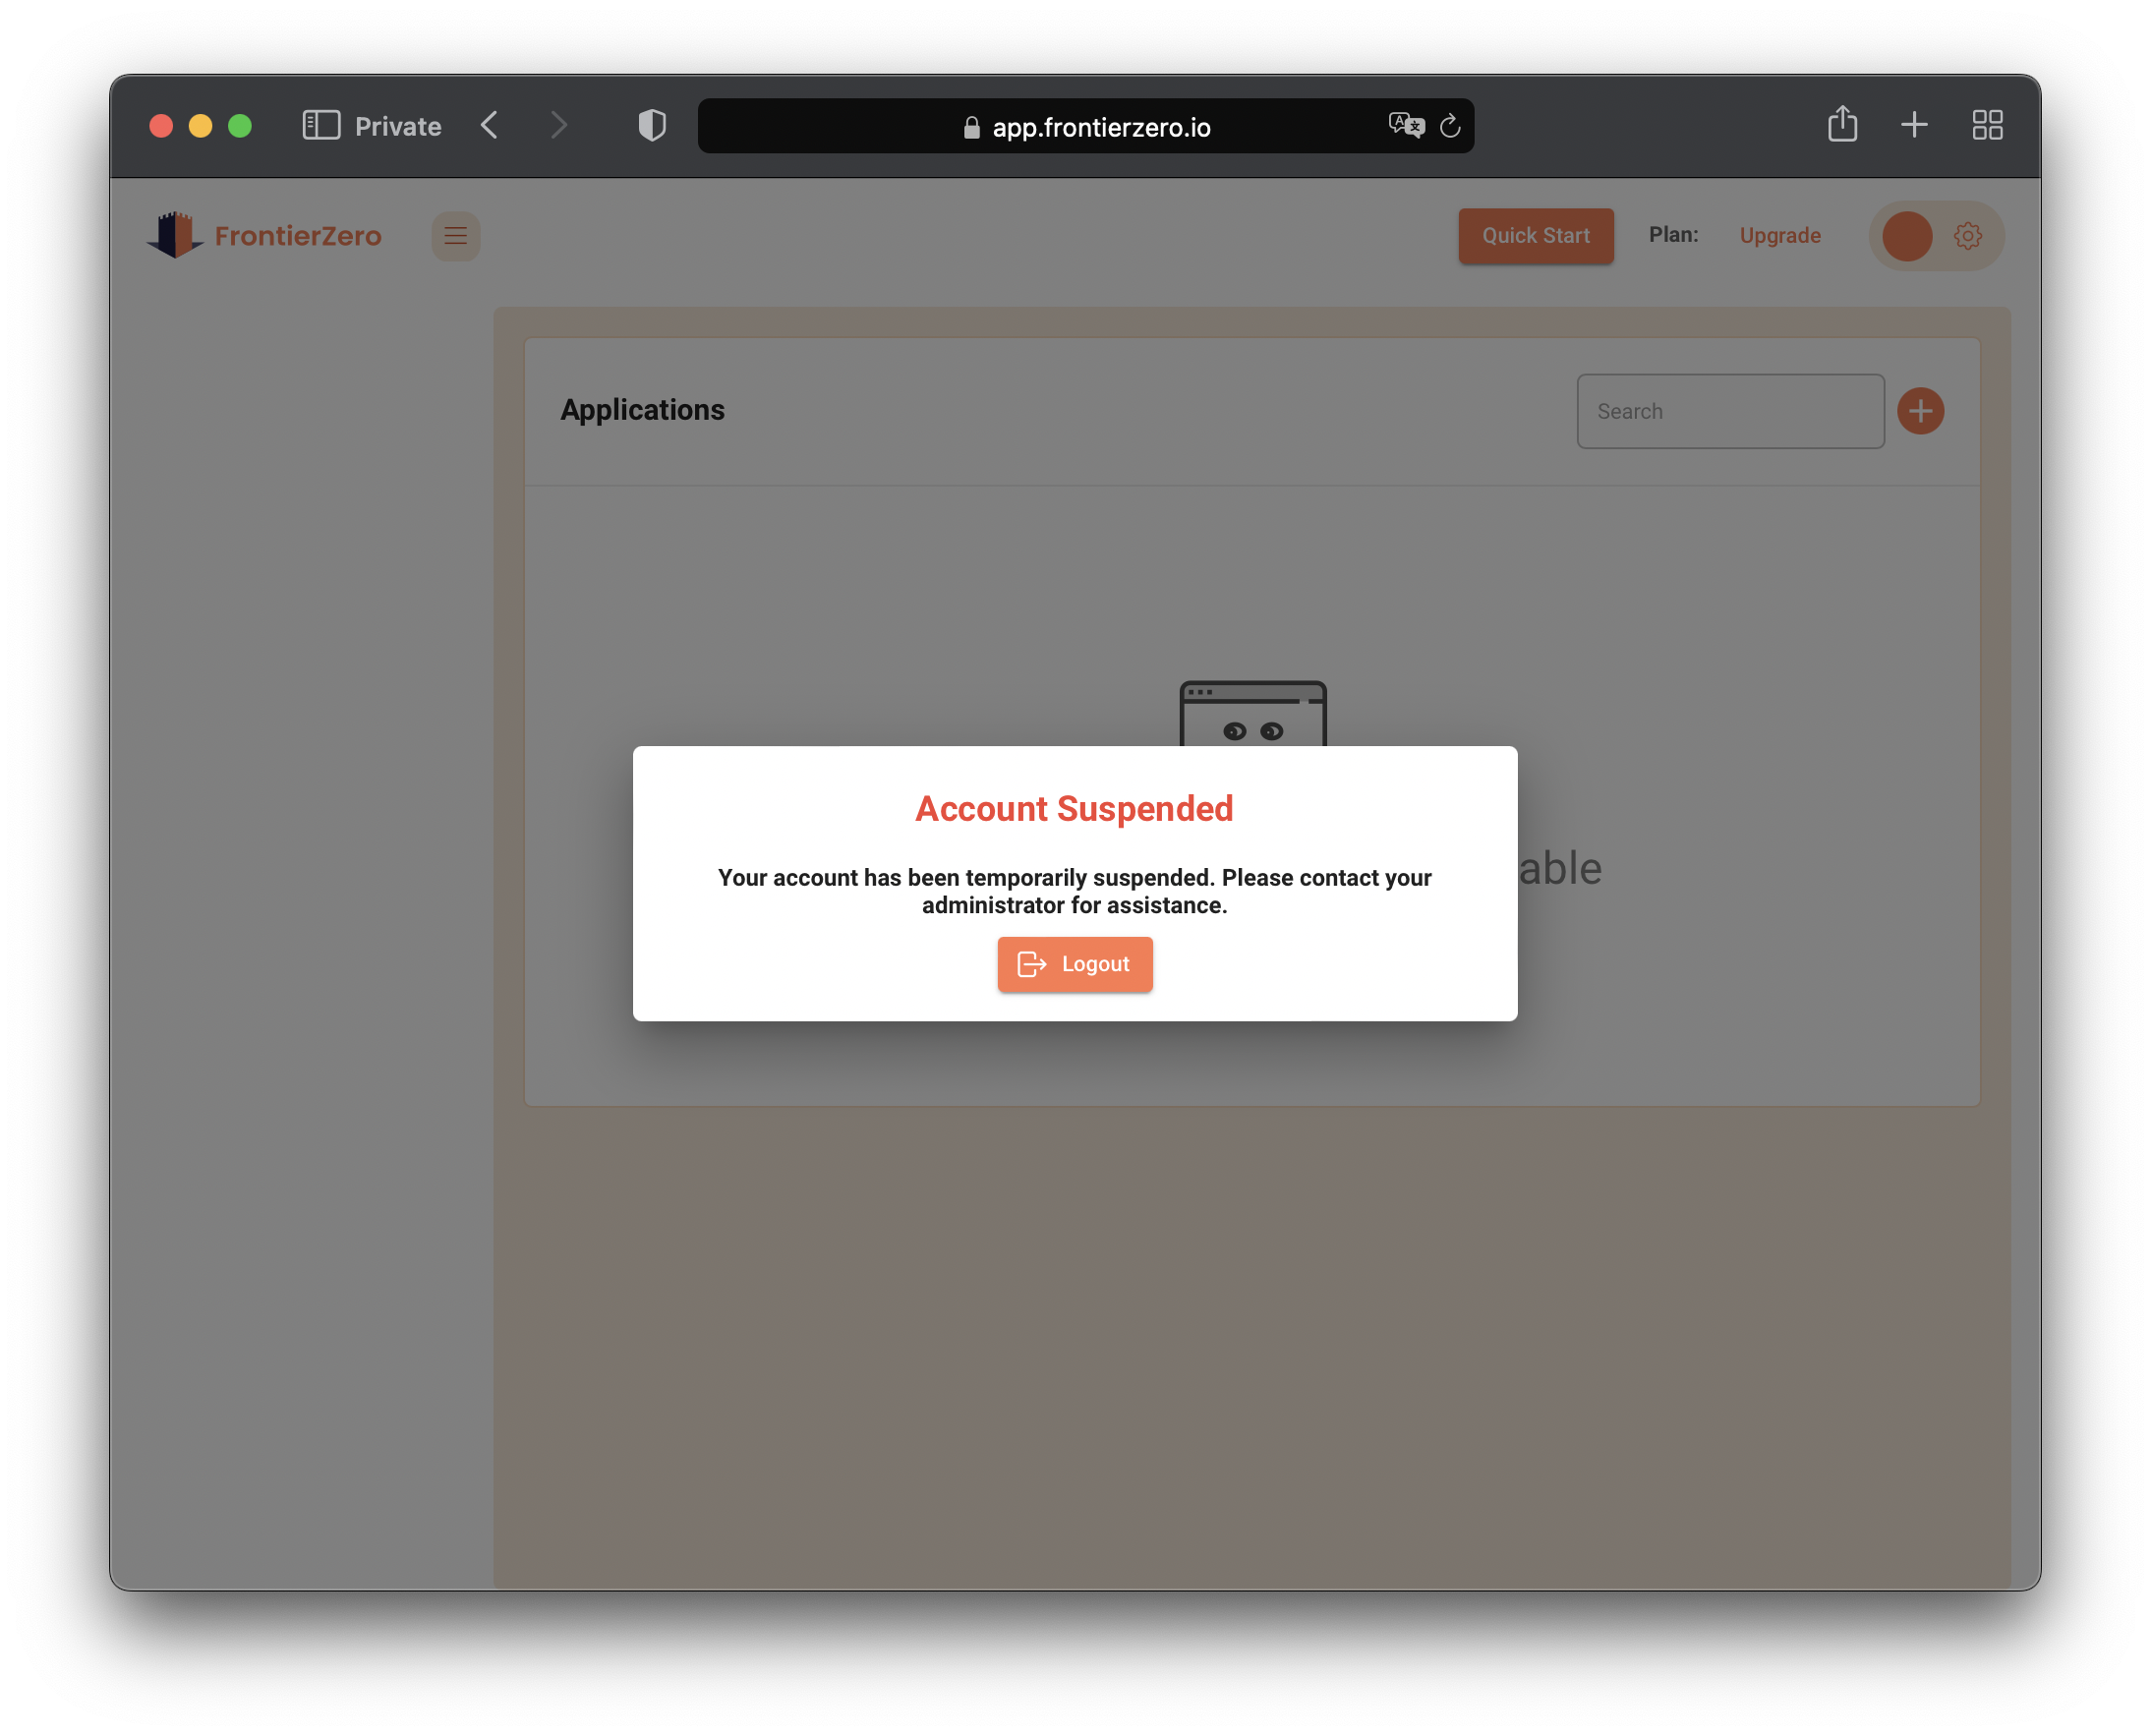 Private
app.frontierzero.io
FrontierZero
Quick Start
Plan:
Upgrade
Applications
Search
able
Account Suspended
Your account has been temporarily suspended. Please contact your
administrator for assistance.
Logout